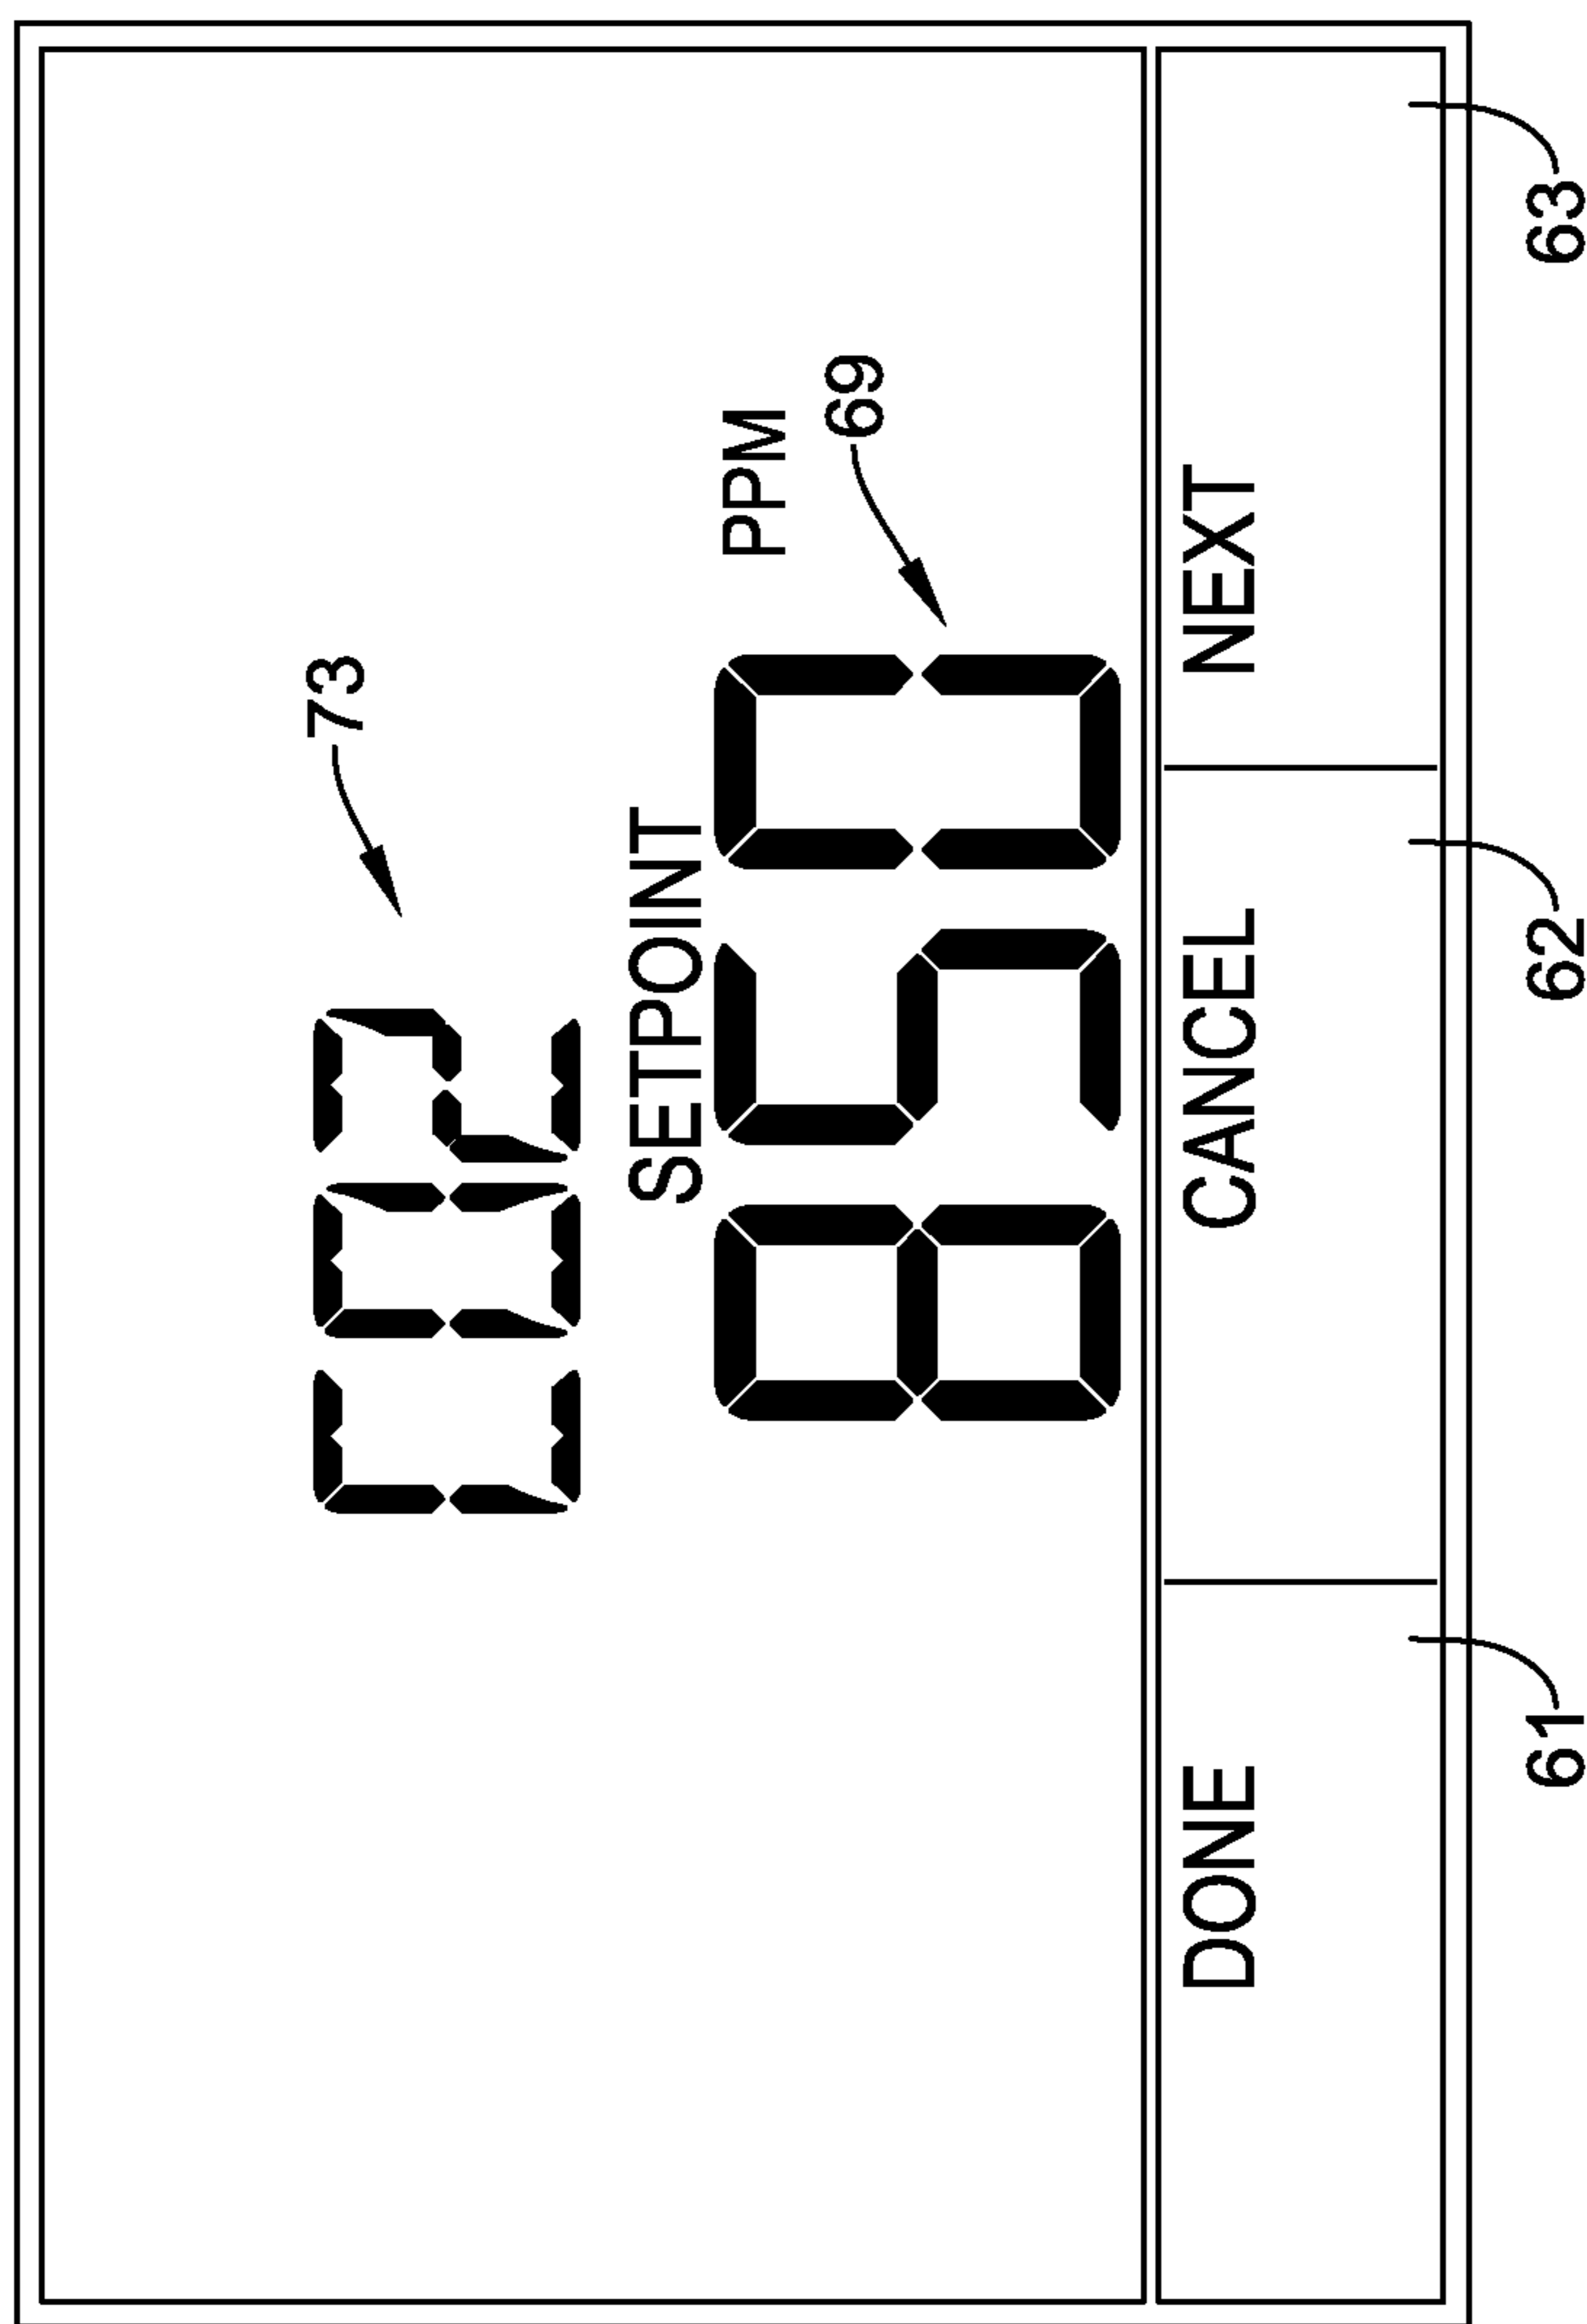 73
CO2
SETPOINT
850 PPM
69
DONE CANCEL NEXT
61 62 63